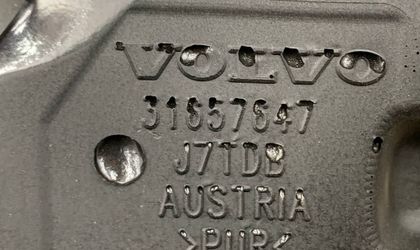 VOLVO
31657647
J7TDB
AUSTRIA
>PUR<